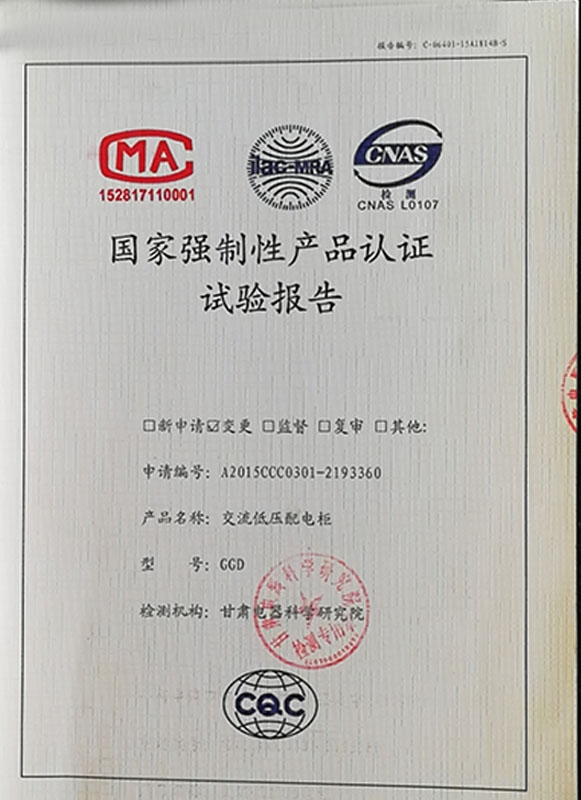 报告编号: C-06401-15A1814B-S
CMA
152817110001
ilac-MRA
CNAS
检 测
CNAS L0107
国家强制性产品认证
试验报告
□新申请☑变更 □监督 □复审 □其他:
申请编号: A2015CCC0301-2193360
产品名称: 交流低压配电柜
型 号: GGD
检测机构: 甘肃电器科学研究院
CQC